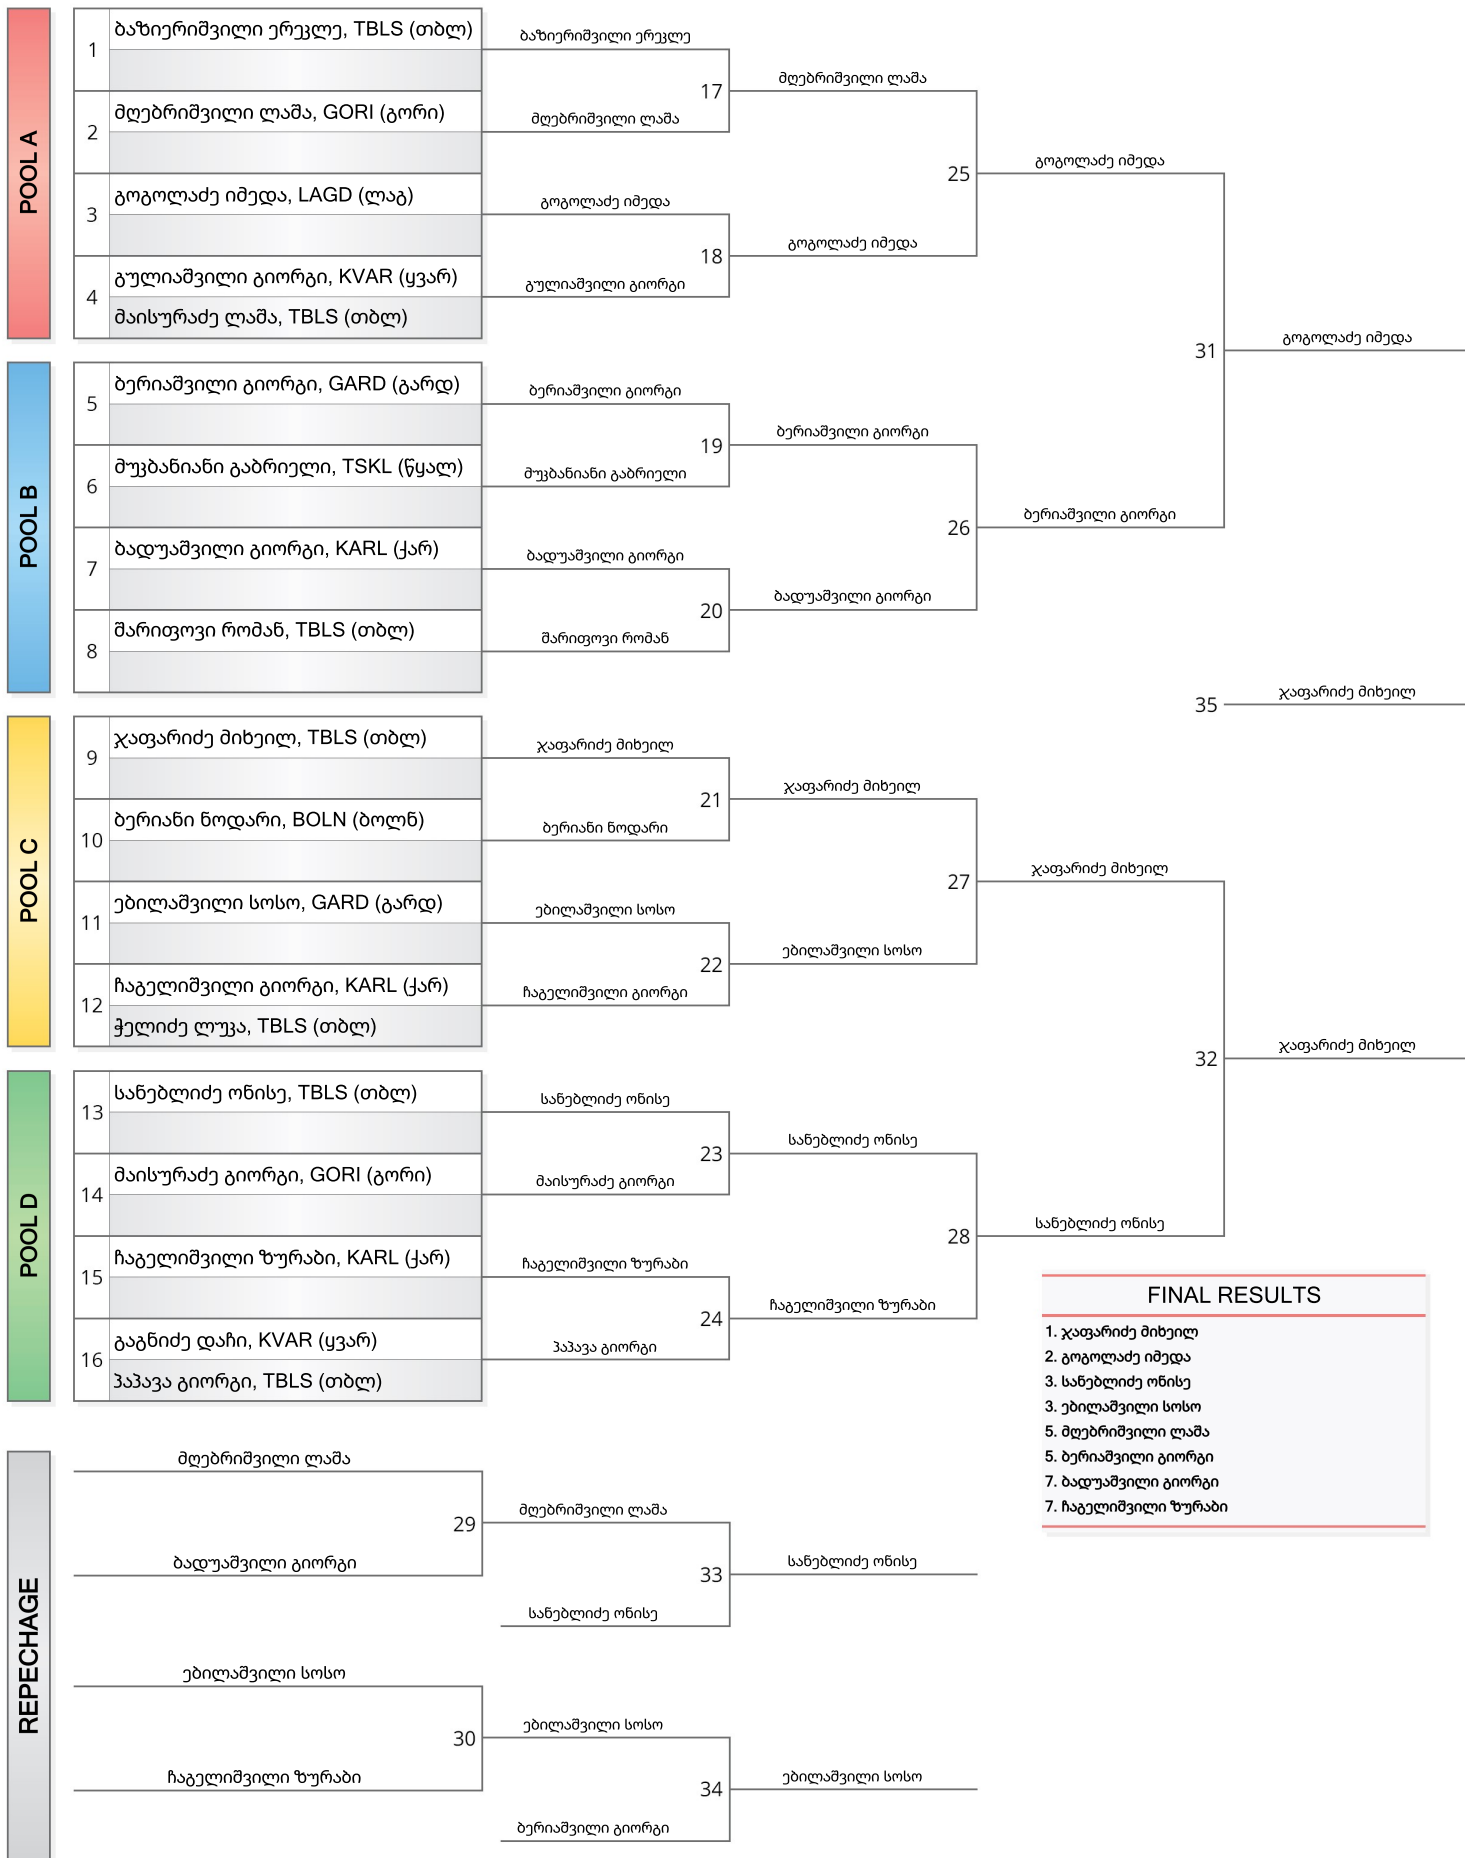 POOL A
1
ბაზიერიშვილი ერეკლე, TBLS (თბლ)
2
მღებრიშვილი ლაშა, GORI (გორი)
3
გოგოლაძე იმედა, LAGD (ლაგ)
4
გულიაშვილი გიორგი, KVAR (ყვარ)
მაისურაძე ლაშა, TBLS (თბლ)
ბაზიერიშვილი ერეკლე
17
მღებრიშვილი ლაშა
გოგოლაძე იმედა
18
გულიაშვილი გიორგი
მღებრიშვილი ლაშა
25
გოგოლაძე იმედა
გოგოლაძე იმედა
31
გოგოლაძე იმედა
POOL B
5
ბერიაშვილი გიორგი, GARD (გარდ)
6
მუკბანიანი გაბრიელი, TSKL (წყალ)
7
ბადუაშვილი გიორგი, KARL (ქარ)
8
შარიფოვი რომან, TBLS (თბლ)
ბერიაშვილი გიორგი
19
მუკბანიანი გაბრიელი
ბადუაშვილი გიორგი
20
შარიფოვი რომან
ბერიაშვილი გიორგი
26
ბადუაშვილი გიორგი
ბერიაშვილი გიორგი
35
ჯაფარიძე მიხეილ
POOL C
9
ჯაფარიძე მიხეილ, TBLS (თბლ)
10
ბერიანი ნოდარი, BOLN (ბოლნ)
11
ებილაშვილი სოსო, GARD (გარდ)
12
ჩაგელიშვილი გიორგი, KARL (ქარ)
ჭელიძე ლუკა, TBLS (თბლ)
ჯაფარიძე მიხეილ
21
ბერიანი ნოდარი
ებილაშვილი სოსო
22
ჩაგელიშვილი გიორგი
ჯაფარიძე მიხეილ
27
ებილაშვილი სოსო
ჯაფარიძე მიხეილ
32
ჯაფარიძე მიხეილ
POOL D
13
სანებლიძე ონისე, TBLS (თბლ)
14
მაისურაძე გიორგი, GORI (გორი)
15
ჩაგელიშვილი ზურაბი, KARL (ქარ)
16
გაგნიძე დაჩი, KVAR (ყვარ)
პაპავა გიორგი, TBLS (თბლ)
სანებლიძე ონისე
23
მაისურაძე გიორგი
ჩაგელიშვილი ზურაბი
24
პაპავა გიორგი
სანებლიძე ონისე
28
ჩაგელიშვილი ზურაბი
სანებლიძე ონისე
FINAL RESULTS
1. ჯაფარიძე მიხეილ
2. გოგოლაძე იმედა
3. სანებლიძე ონისე
3. ებილაშვილი სოსო
5. მღებრიშვილი ლაშა
5. ბერიაშვილი გიორგი
7. ბადუაშვილი გიორგი
7. ჩაგელიშვილი ზურაბი
REPECHAGE
მღებრიშვილი ლაშა
29
ბადუაშვილი გიორგი
მღებრიშვილი ლაშა
33
სანებლიძე ონისე
სანებლიძე ონისე
ებილაშვილი სოსო
30
ჩაგელიშვილი ზურაბი
ებილაშვილი სოსო
34
ბერიაშვილი გიორგი
ებილაშვილი სოსო